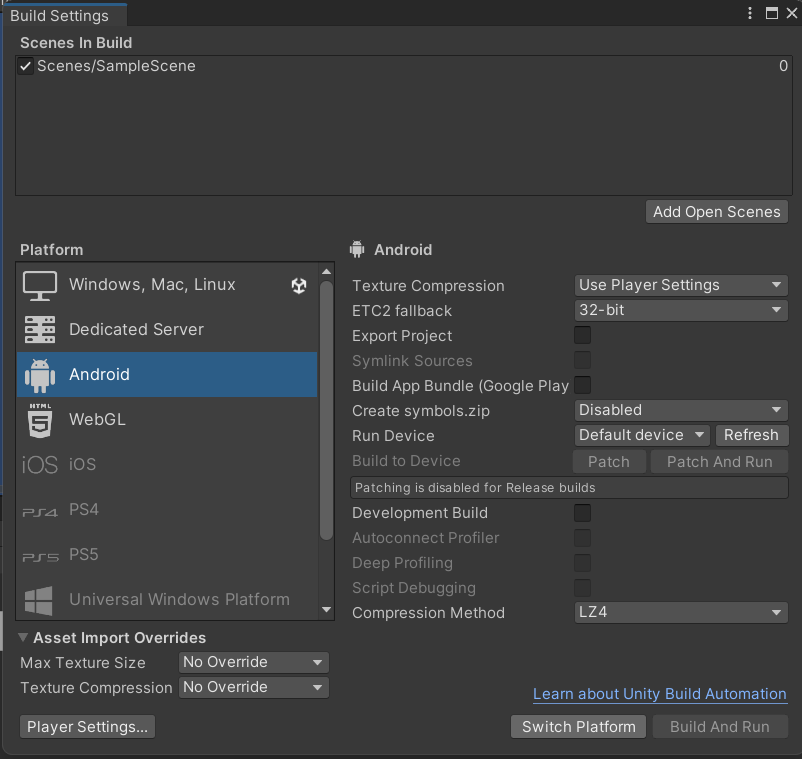 Build Settings
Scenes In Build
Scenes/SampleScene 0
Add Open Scenes
Platform
Windows, Mac, Linux
Dedicated Server
Android
HTML 5 WebGL
iOS iOS
PS4 PS4
PS5 PS5
Universal Windows Platform
Android
Texture Compression Use Player Settings
ETC2 fallback 32-bit
Export Project
Symlink Sources
Build App Bundle (Google Play
Create symbols.zip Disabled
Run Device Default device Refresh
Build to Device Patch Patch And Run
Patching is disabled for Release builds
Development Build
Autoconnect Profiler
Deep Profiling
Script Debugging
Compression Method LZ4
Asset Import Overrides
Max Texture Size No Override
Texture Compression No Override
Learn about Unity Build Automation
Player Settings... Switch Platform Build And Run